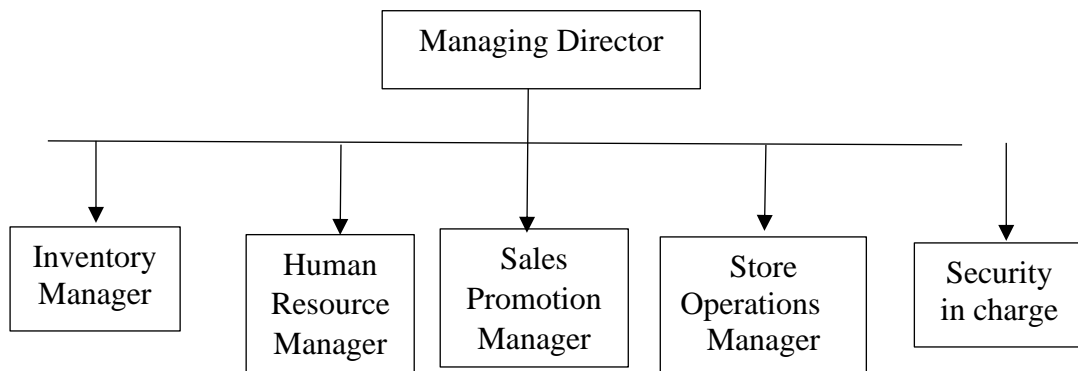 Managing Director
Inventory
Manager
Human
Resource
Manager
Sales
Promotion
Manager
Store
Operations
Manager
Security
in charge